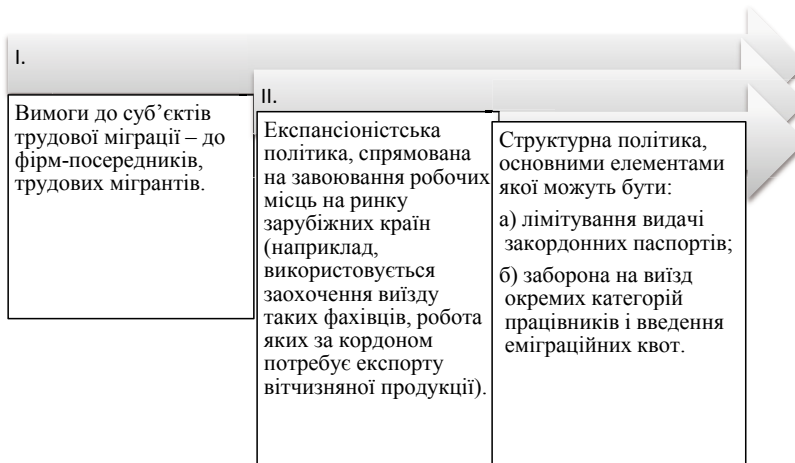 I.
Вимоги до суб’єктів
трудової міграції – до
фірм-посередників,
трудових мігрантів.
II.
Експансіоністська
політика, спрямована
на завоювання робочих
місць на ринку
зарубіжних країн
(наприклад,
використовується
заохочення виїзду
таких фахівців, робота
яких за кордоном
потребує експорту
вітчизняної продукції).
Структурна політика,
основними елементами
якої можуть бути:
а) лімітування видачі
закордонних паспортів;
б) заборона на виїзд
окремих категорій
працівників і введення
еміграційних квот.